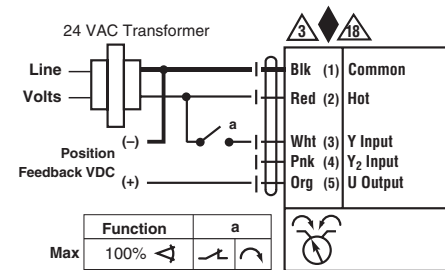 24 VAC Transformer
3 18
Line
Volts
Blk (1) Common
Red (2) Hot
a
Wht (3) Y Input
Pnk (4) Y₂ Input
Org (5) U Output
Position
Feedback VDC
(–)
(+)
Function a
Max 100%